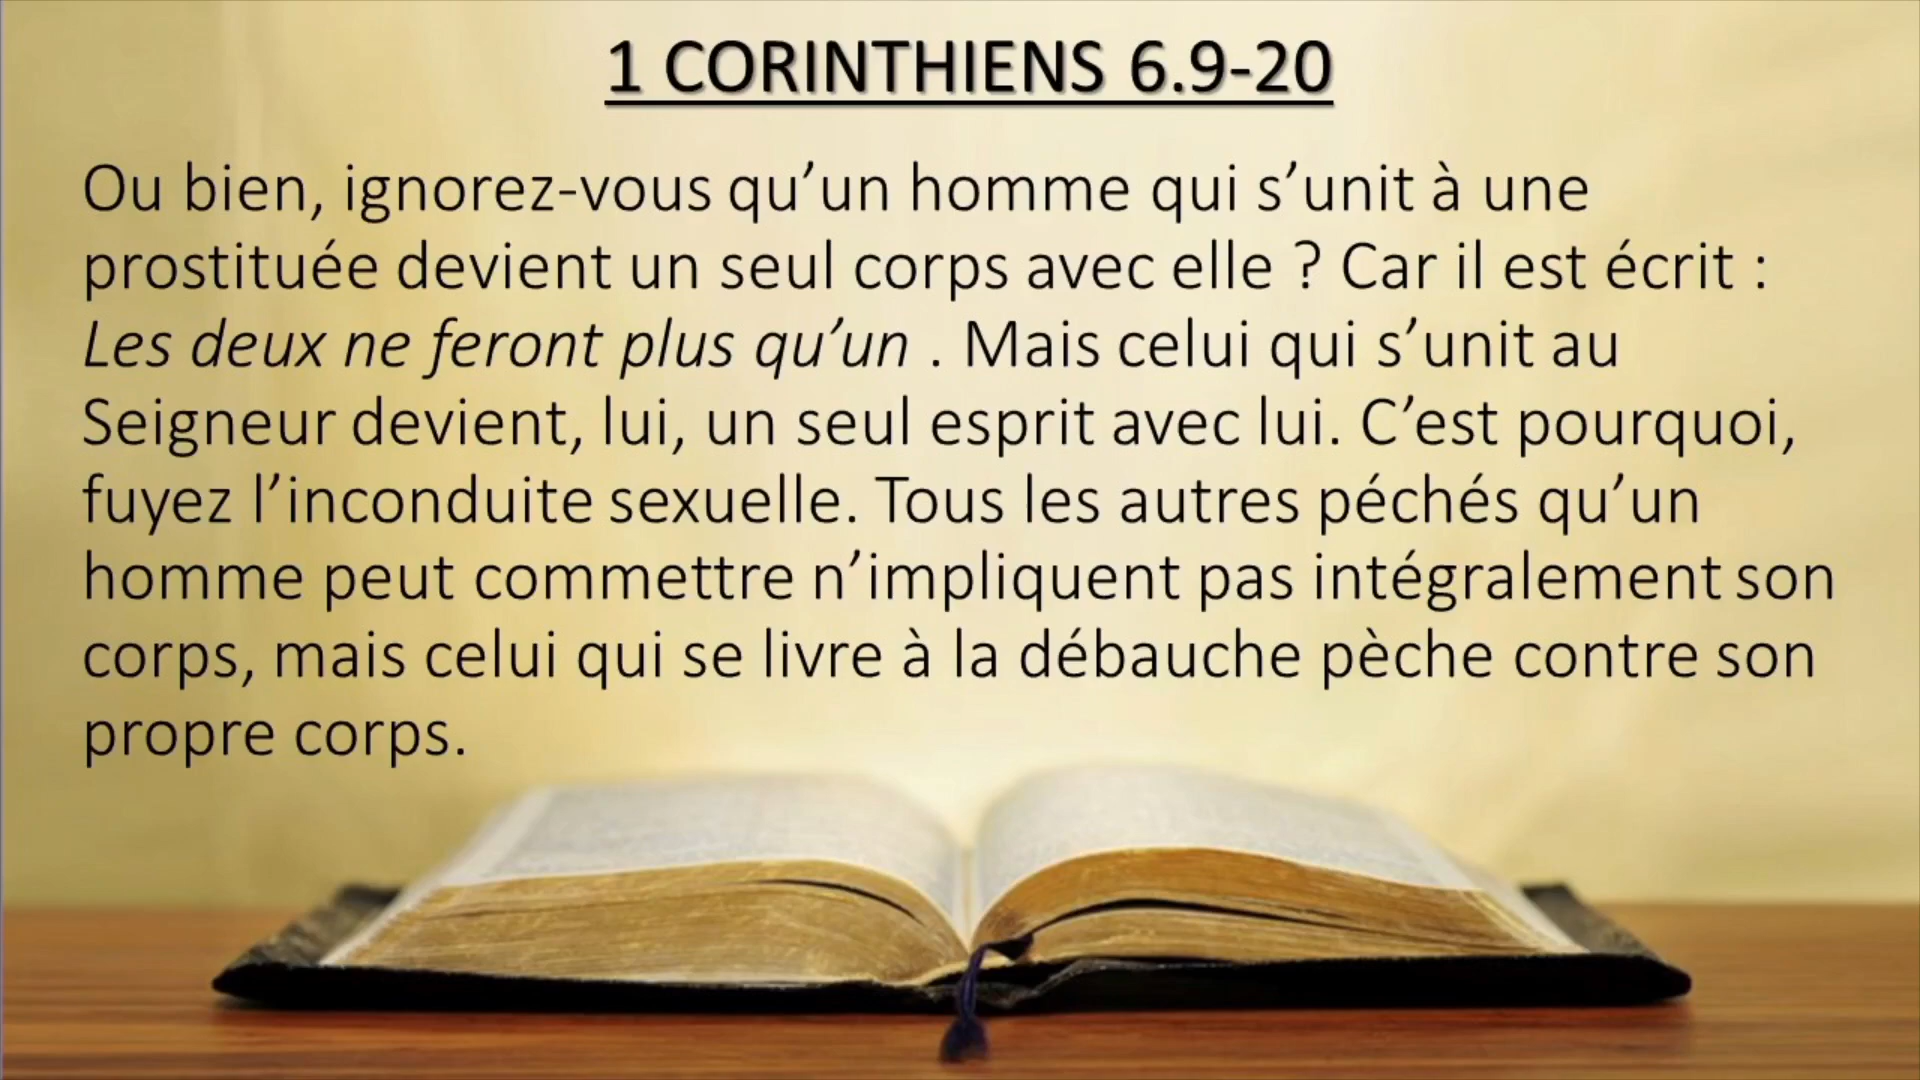 1 CORINTHIENS 6.9-20
Ou bien, ignorez-vous qu’un homme qui s’unit à une
prostituée devient un seul corps avec elle ? Car il est écrit :
Les deux ne feront plus qu’un . Mais celui qui s’unit au
Seigneur devient, lui, un seul esprit avec lui. C’est pourquoi,
fuyez l’inconduite sexuelle. Tous les autres péchés qu’un
homme peut commettre n’impliquent pas intégralement son
corps, mais celui qui se livre à la débauche pèche contre son
propre corps.